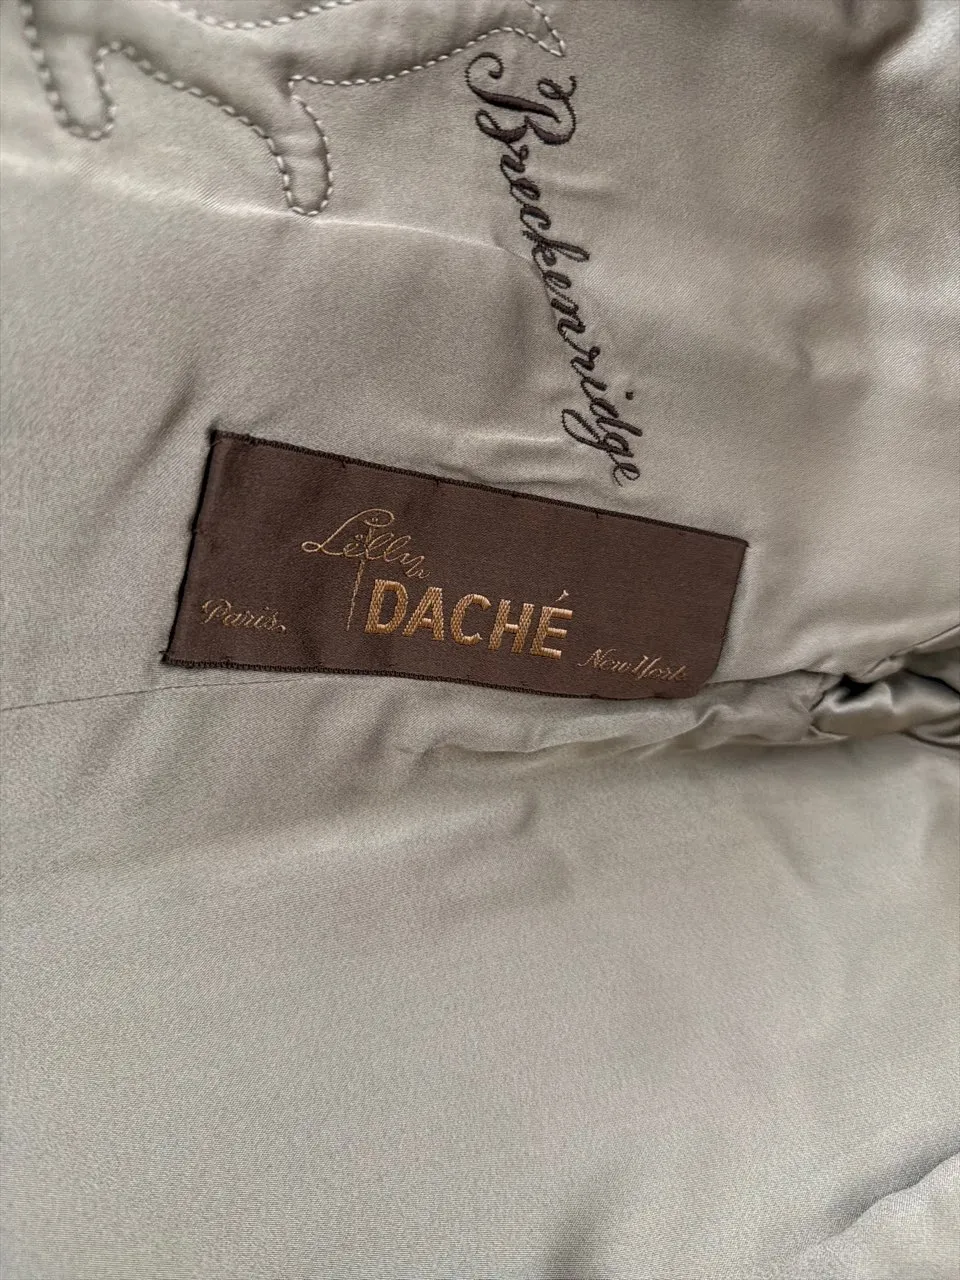 Breckenridge
Lilly
DACHÉ
Paris.
New York